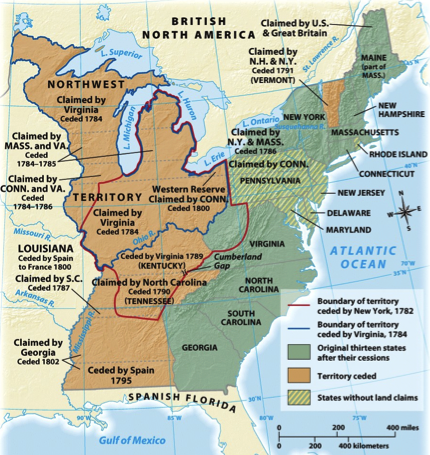 BRITISH
NORTH AMERICA
Claimed by U.S.
& Great Britain
Claimed by
N.H. & N.Y.
Ceded 1791
(VERMONT)
St. Lawrence R.
MAINE
(part of
MASS.)
L. Superior
NORTHWEST
Claimed by
Virginia
Ceded 1784
L. Michigan
L. Huron
L. Ontario
NEW YORK
NEW
HAMPSHIRE
MASSACHUSETTS
RHODE ISLAND
CONNECTICUT
Claimed by
MASS. and VA.
Ceded
1784–1785
Claimed by
N.Y. & MASS.
Ceded 1786
L. Erie
Claimed by CONN.
PENNSYLVANIA
Claimed by
CONN. and VA.
Ceded
1784–1786
Western Reserve
Claimed by CONN.
Ceded
1800
TERRITORY
Claimed by
Virginia
Ceded
1784
NEW JERSEY
DELAWARE
MARYLAND
N
S
E
W
Missouri R.
Ohio R.
VIRGINIA
ATLANTIC
OCEAN
LOUISIANA
Ceded by Spain
to France 1800
Ceded by Virginia 1789
(KENTUCKY)
Cumberland
Gap
Claimed by S.C.
Ceded 1787
Claimed by North Carolina
Ceded 1790
(TENNESSEE)
Arkansas R.
Mississippi R.
NORTH
CAROLINA
SOUTH
CAROLINA
GEORGIA
Claimed by
Georgia
Ceded 1802
Ceded by Spain
1795
SPANISH FLORIDA
Gulf of Mexico
Boundary of territory
ceded by New York, 1782
Boundary of territory
ceded by Virginia, 1784
Original thirteen states
after their cessions
Territory ceded
States without land claims
0
200
400 miles
0
200
400 kilometers